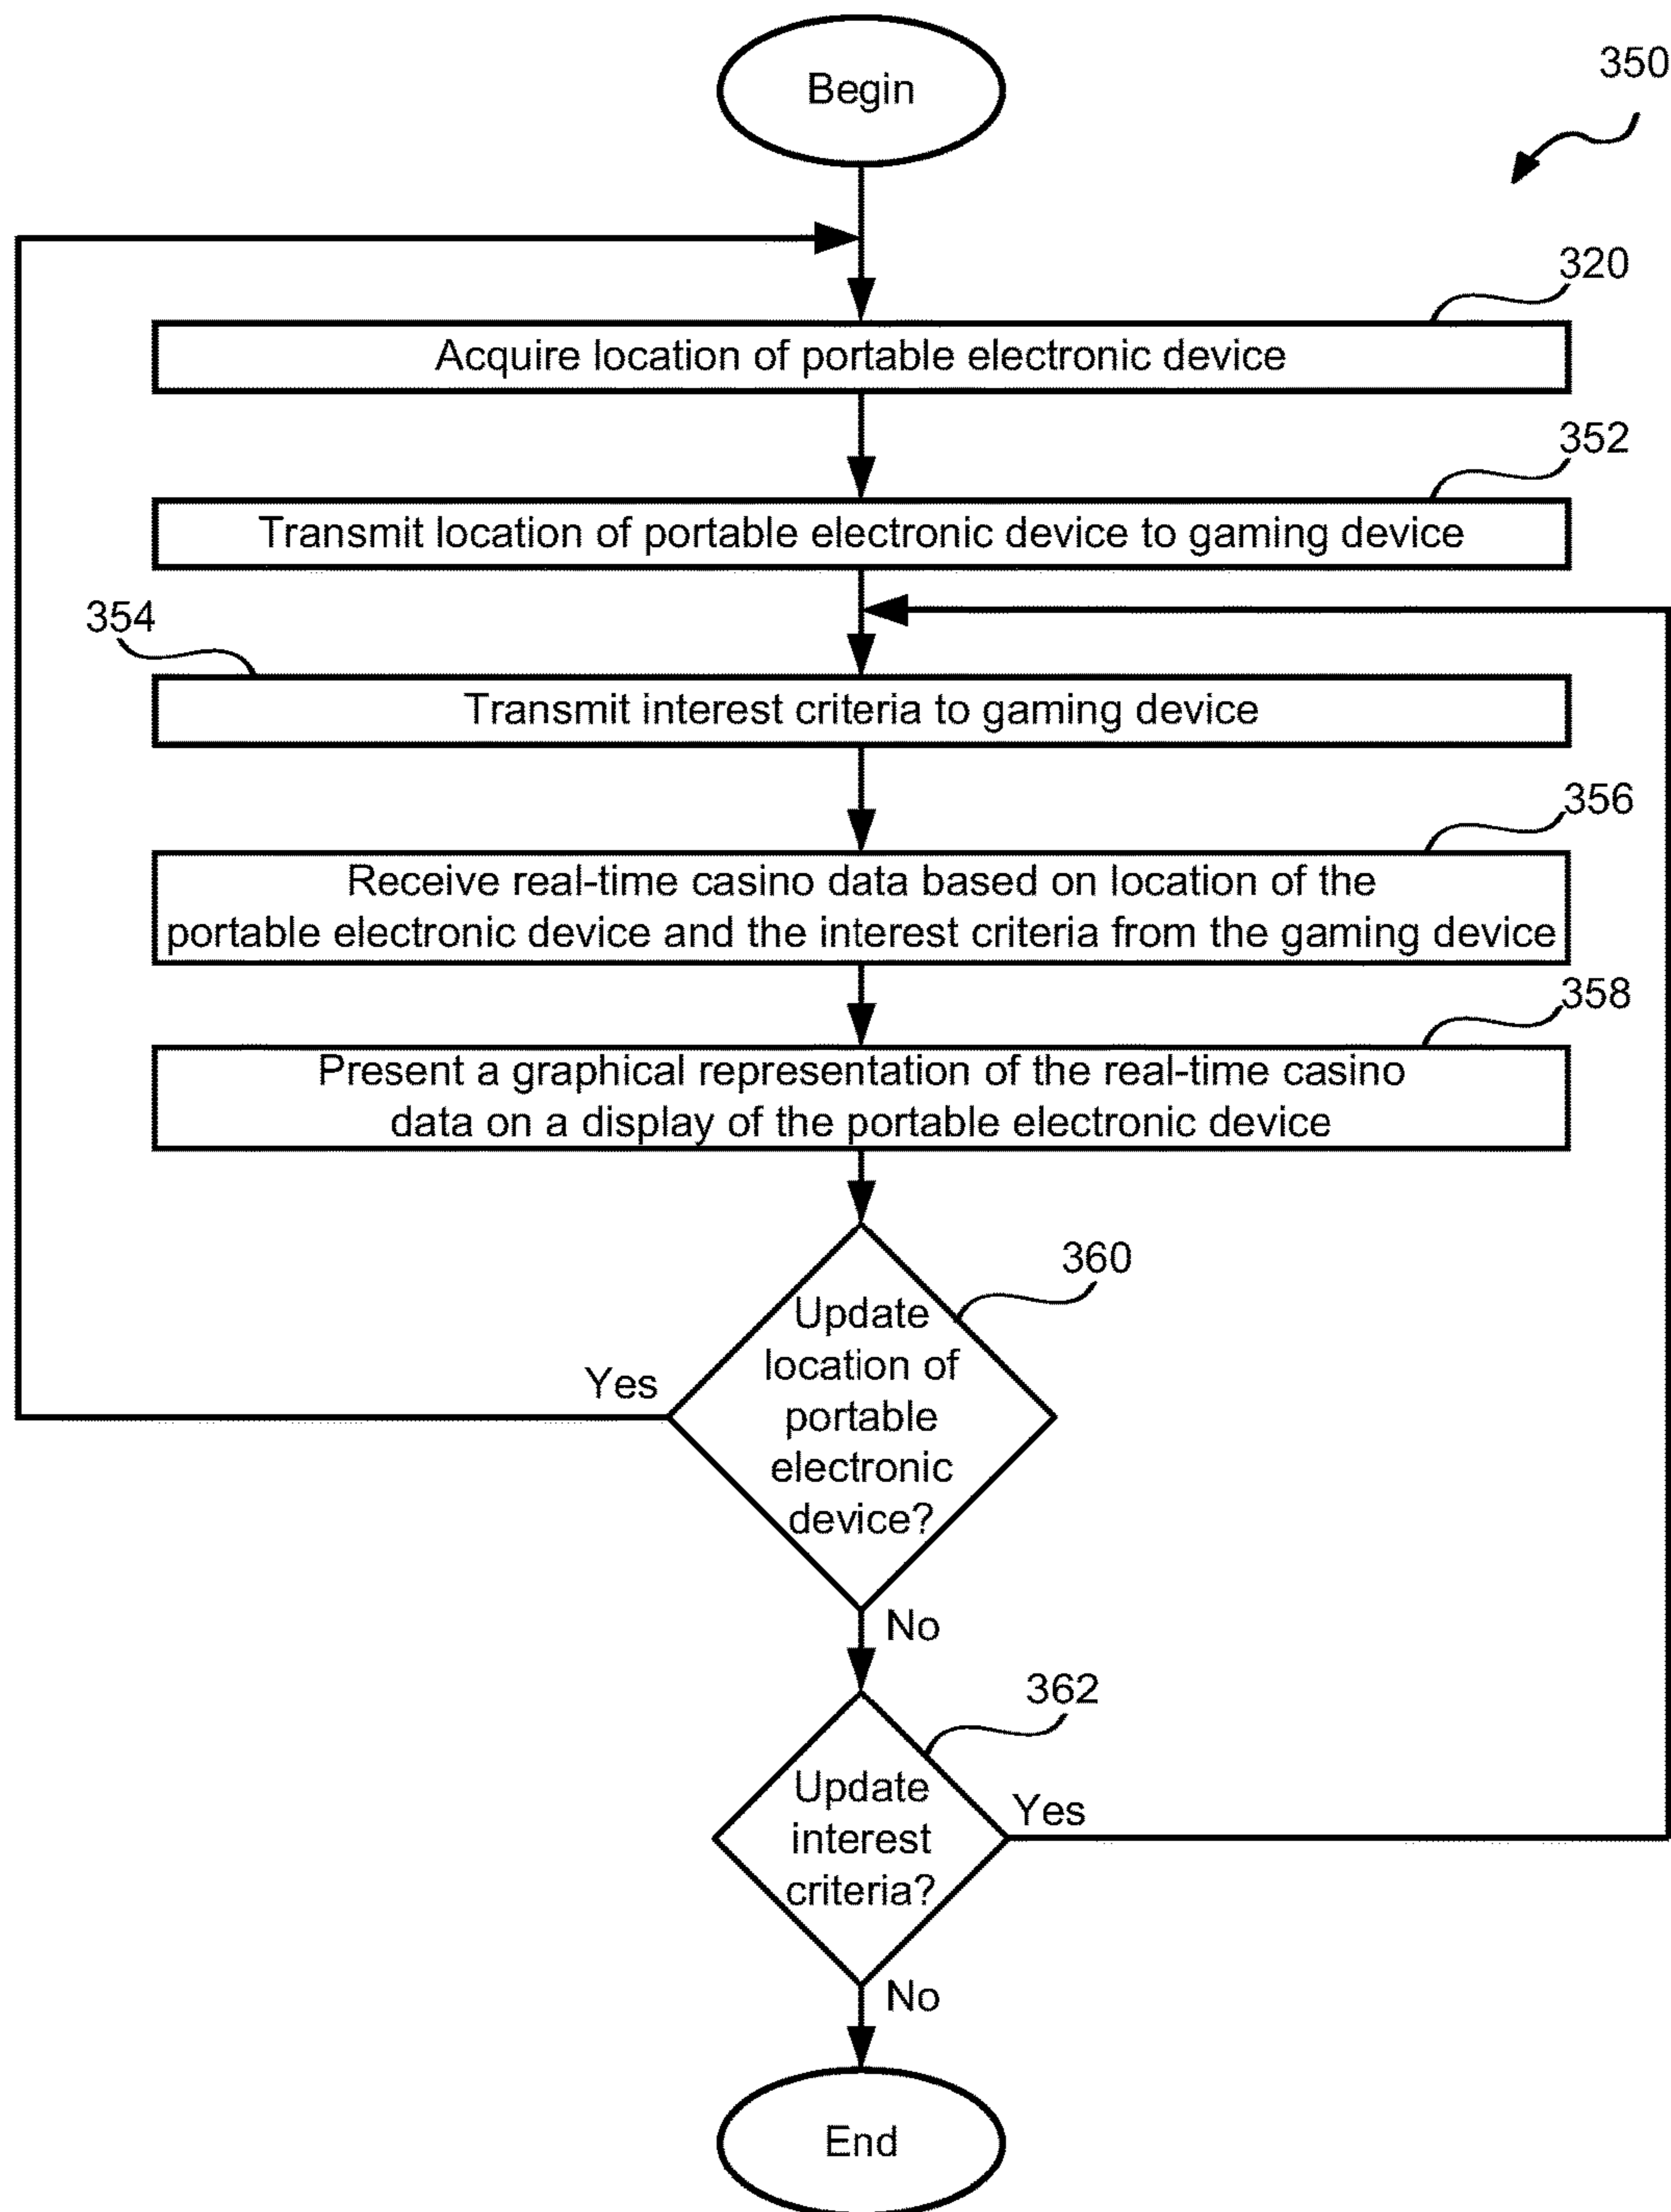 Begin
350
320
Acquire location of portable electronic device
352
Transmit location of portable electronic device to gaming device
354
Transmit interest criteria to gaming device
356
Receive real-time casino data based on location of the
portable electronic device and the interest criteria from the gaming device
358
Present a graphical representation of the real-time casino
data on a display of the portable electronic device
360
Update
location of
portable
electronic
device?
Yes
No
362
Update
interest
criteria?
Yes
No
End